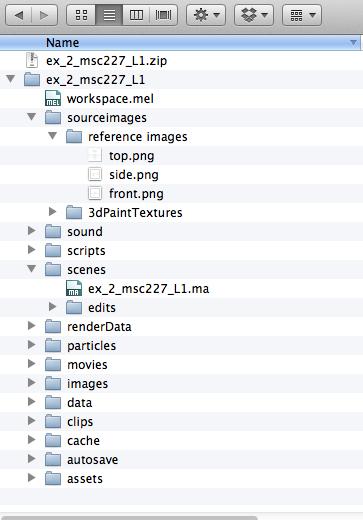 Name
ex_2_msc227_L1.zip
ex_2_msc227_L1
MEL workspace.mel
sourceimages
reference images
top.png
side.png
front.png
3dPaintTextures
sound
scripts
scenes
MA ex_2_msc227_L1.ma
edits
renderData
particles
movies
images
data
clips
cache
autosave
assets